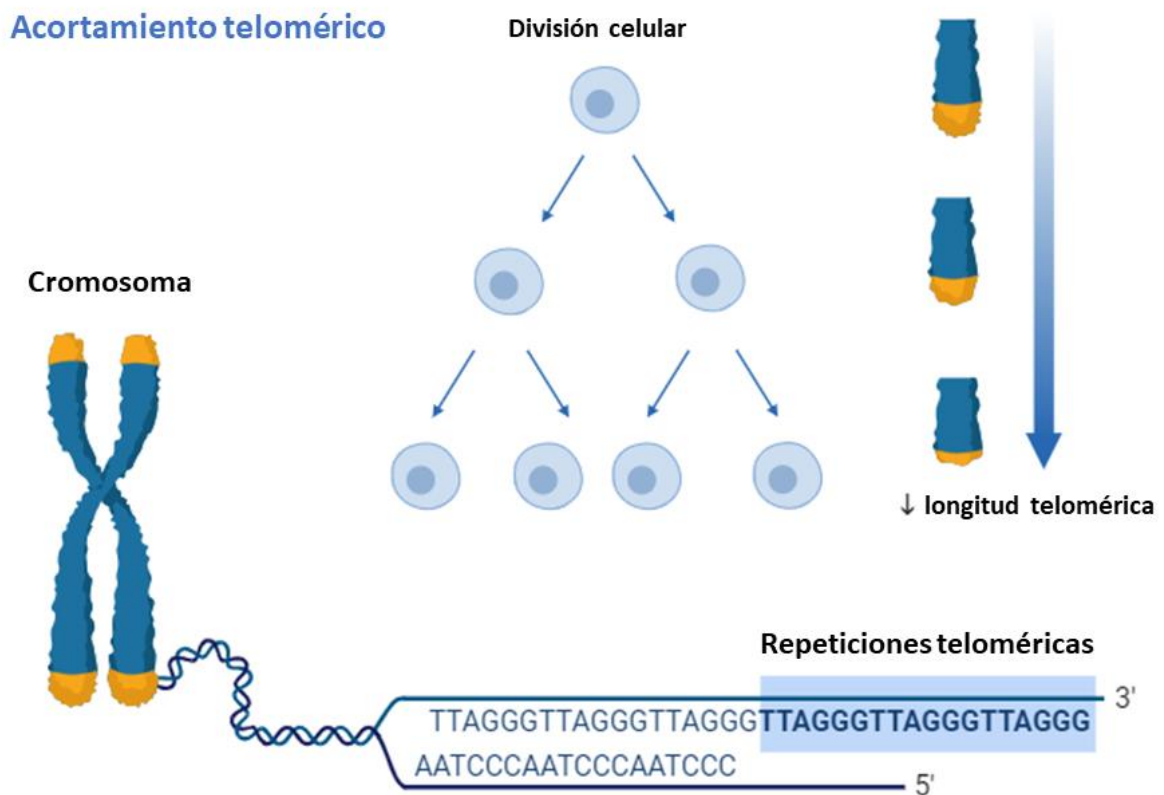 Acortamiento telomérico
División celular
Cromosoma
↓ longitud telomérica
Repeticiones teloméricas
TTAGGGTTAGGGTTAGGGTTAGGGTTAGGGTTAGGG 3'
AATCCCAATCCCAATCCC
5'